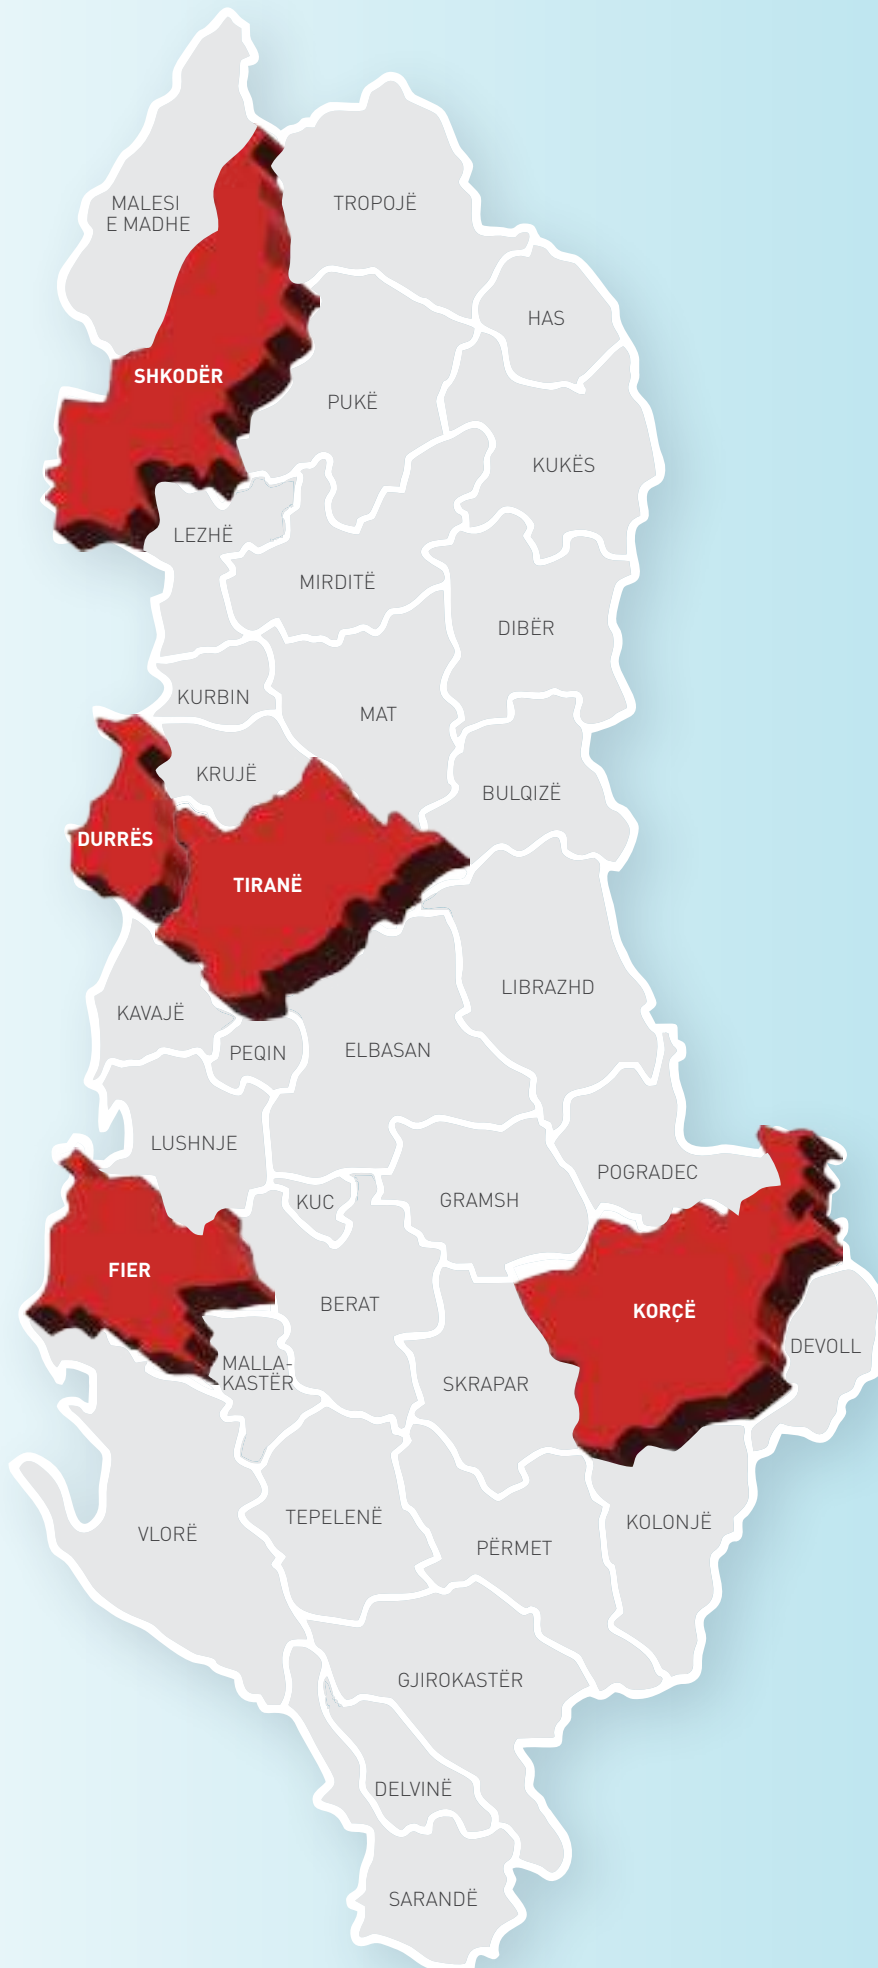 MALESI
E MADHE
TROPOJË
HAS
SHKODËR
PUKË
KUKËS
LEZHË
MIRDITË
DIBËR
KURBIN
MAT
KRUJË
BULQIZË
DURRËS
TIRANË
LIBRAZHD
KAVAJË
PEQIN
ELBASAN
LUSHNJE
POGRADEC
KUC
GRAMSH
FIER
BERAT
KORÇË
DEVOLL
MALLA-
KASTËR
SKRAPAR
TEPELENË
KOLONJË
VLORË
PËRMET
GJIROKASTËR
DELVINË
SARANDË